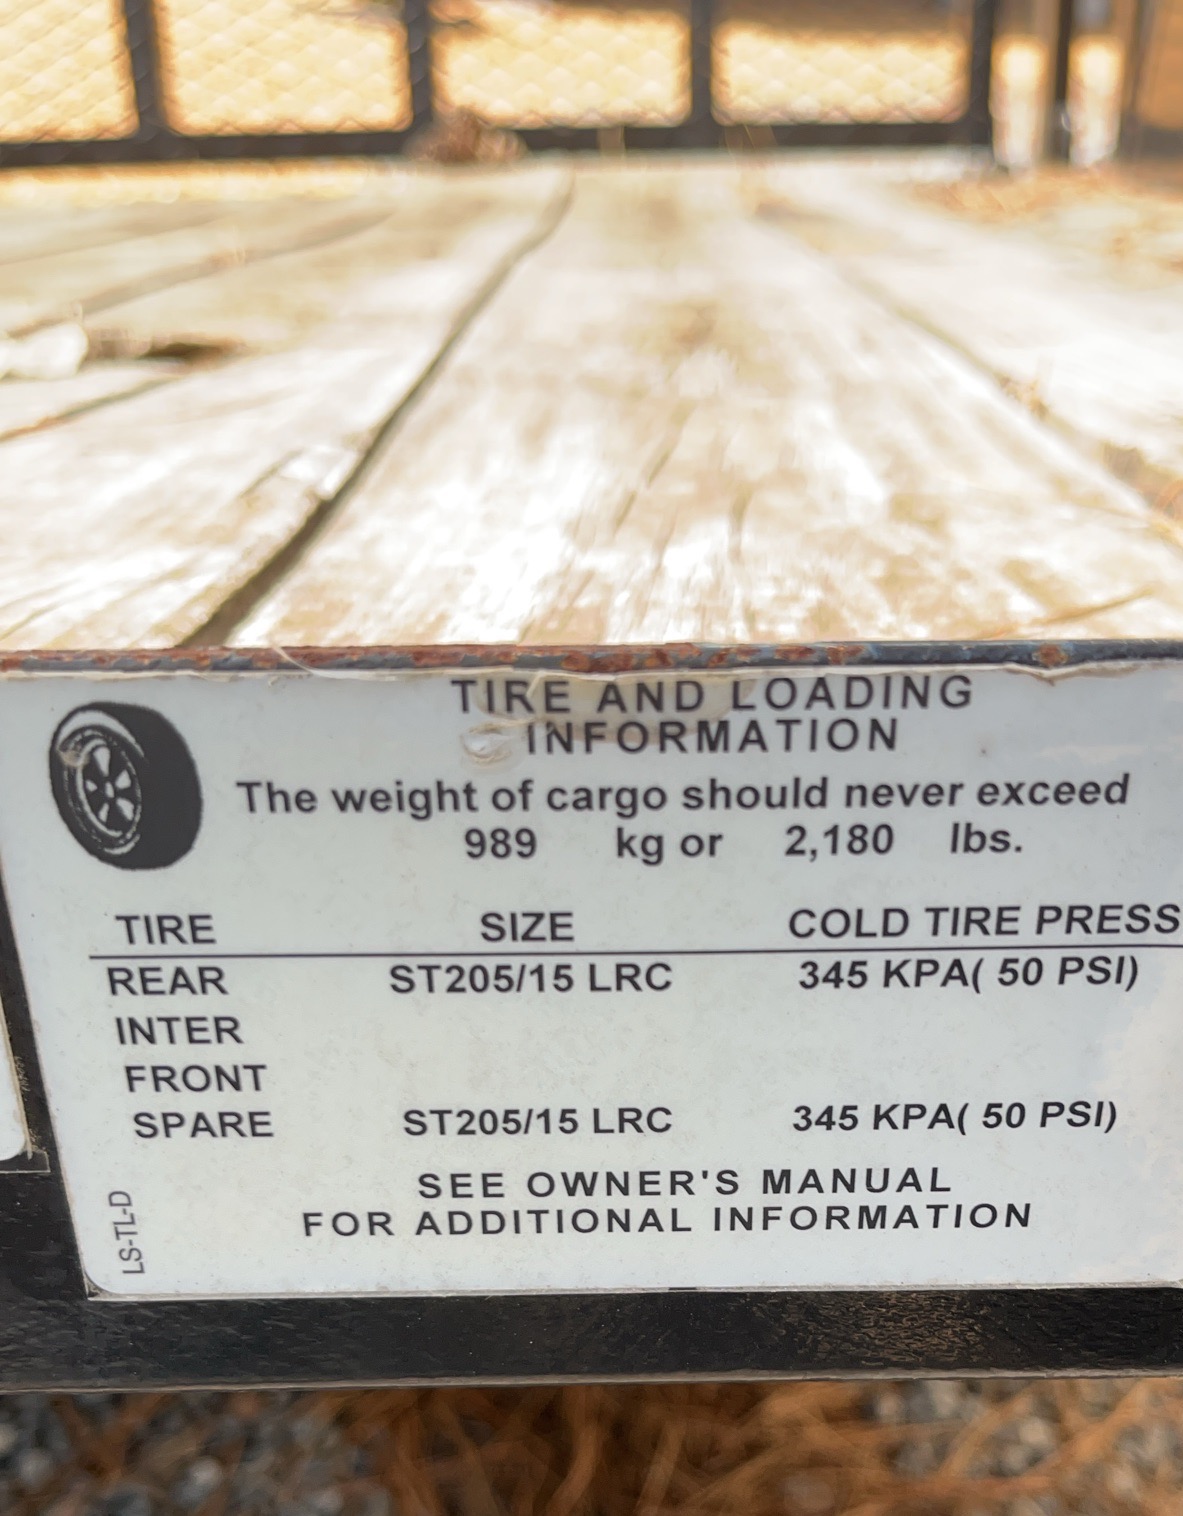 TIRE AND LOADING
INFORMATION
The weight of cargo should never exceed
989 kg or 2,180 lbs.
TIRE SIZE COLD TIRE PRESS
REAR ST205/15 LRC 345 KPA( 50 PSI)
INTER
FRONT
SPARE ST205/15 LRC 345 KPA( 50 PSI)
SEE OWNER'S MANUAL
FOR ADDITIONAL INFORMATION
LS-TL-D